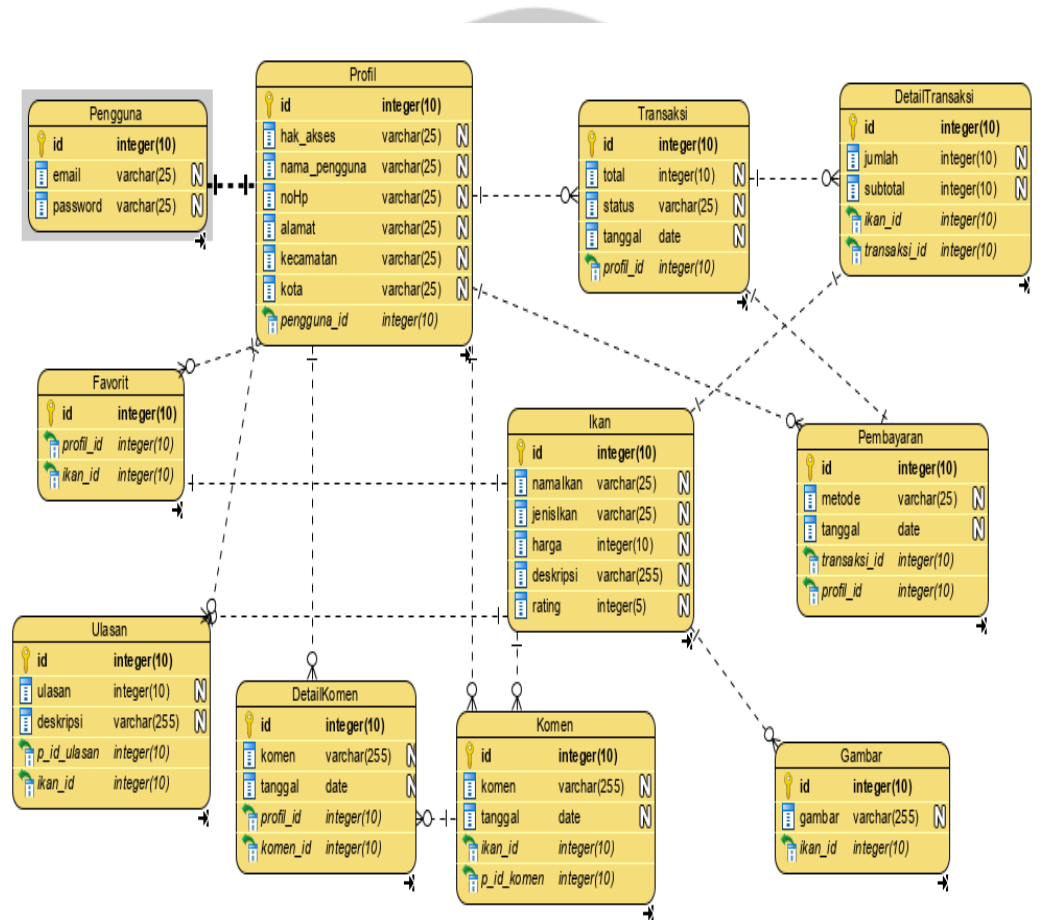 Pengguna
id integer(10)
email varchar(25) N
password varchar(25) N
Profil
id integer(10)
hak_akses varchar(25) N
nama_pengguna varchar(25) N
noHp varchar(25) N
alamat varchar(25) N
kecamatan varchar(25) N
kota varchar(25) N
pengguna_id integer(10)
Transaksi
id integer(10)
total integer(10) N
status varchar(25) N
tanggal date N
profil_id integer(10)
DetailTransaksi
id integer(10)
jumlah integer(10) N
subtotal integer(10) N
ikan_id integer(10)
transaksi_id integer(10)
Favorit
id integer(10)
profil_id integer(10)
ikan_id integer(10)
Ikan
id integer(10)
namaIkan varchar(25) N
jenisIkan varchar(25) N
harga integer(10) N
deskripsi varchar(255) N
rating integer(5) N
Pembayaran
id integer(10)
metode varchar(25) N
tanggal date N
transaksi_id integer(10)
profil_id integer(10)
Ulasan
id integer(10)
ulasan integer(10) N
deskripsi varchar(255) N
p_id_ulasan integer(10)
ikan_id integer(10)
DetailKomen
id integer(10)
komen varchar(255) N
tanggal date N
profil_id integer(10)
komen_id integer(10)
Komen
id integer(10)
komen varchar(255) N
tanggal date N
ikan_id integer(10)
p_id_komen integer(10)
Gambar
id integer(10)
gambar varchar(255) N
ikan_id integer(10)